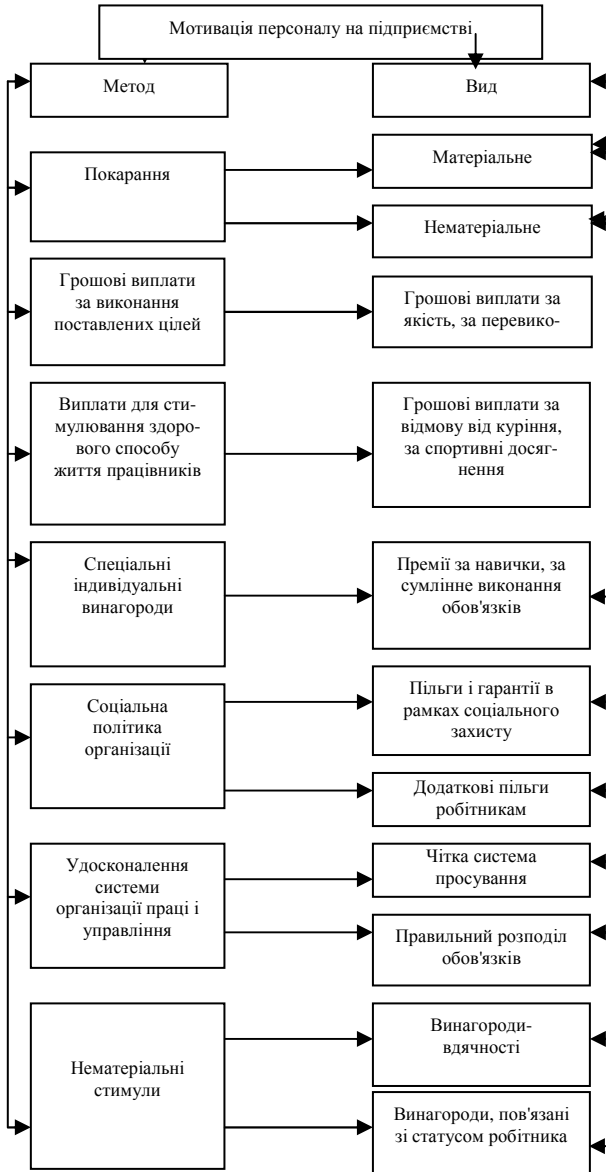 Мотивація персоналу на підприємстві
Метод
Вид
Покарання
Матеріальне
Нематеріальне
Грошові виплати
за виконання
поставлених цілей
Грошові виплати за
якість, за перевико-
Виплати для сти-
мулювання здоро-
вого способу
життя працівників
Грошові виплати за
відмову від куріння,
за спортивні досяг-
нення
Спеціальні
індивідуальні
винагороди
Премії за навички, за
сумлінне виконання
обов'язків
Соціальна
політика
організації
Пільги і гарантії в
рамках соціального
захисту
Додаткові пільги
робітникам
Удосконалення
системи
організації праці і
управління
Чітка система
просування
Правильний розподіл
обов'язків
Нематеріальні
стимули
Винагороди-
вдячності
Винагороди, пов'язані
зі статусом робітника